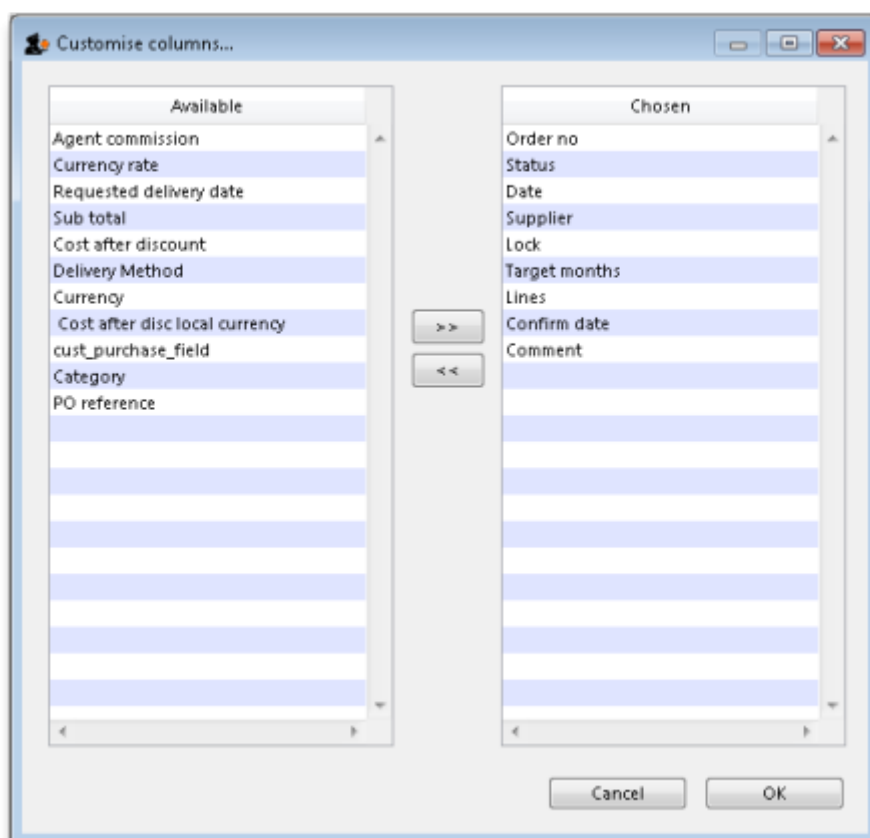 Customise columns...
Available
Agent commission
Currency rate
Requested delivery date
Sub total
Cost after discount
Delivery Method
Currency
Cost after disc local currency
cust_purchase_field
Category
PO reference
>>
<<
Chosen
Order no
Status
Date
Supplier
Lock
Target months
Lines
Confirm date
Comment
Cancel
OK